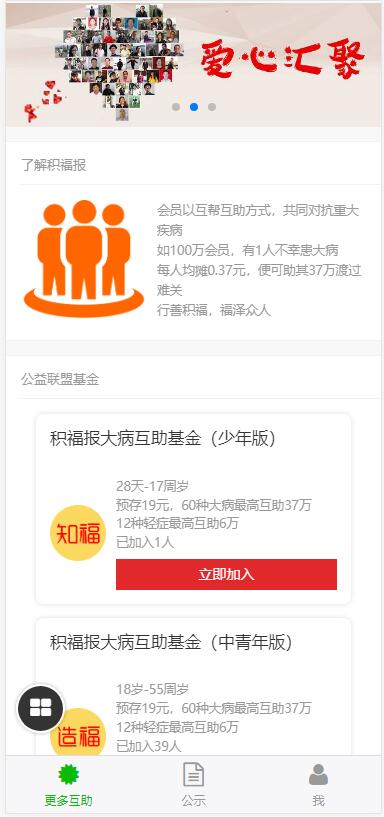 爱心汇聚
了解积福报
会员以互帮互助方式，共同对抗重大
疾病
如100万会员，有1人不幸患大病
每人均摊0.37元，便可助其37万渡过
难关
行善积福，福泽众人
公益联盟基金
积福报大病互助基金（少年版）
28天-17周岁
预存19元，60种大病最高互助37万
12种轻症最高互助6万
已加入1人
知福
立即加入
积福报大病互助基金（中青年版）
18岁-55周岁
预存19元，60种大病最高互助37万
12种轻症最高互助6万
已加入39人
造福
更多互助
公示
我